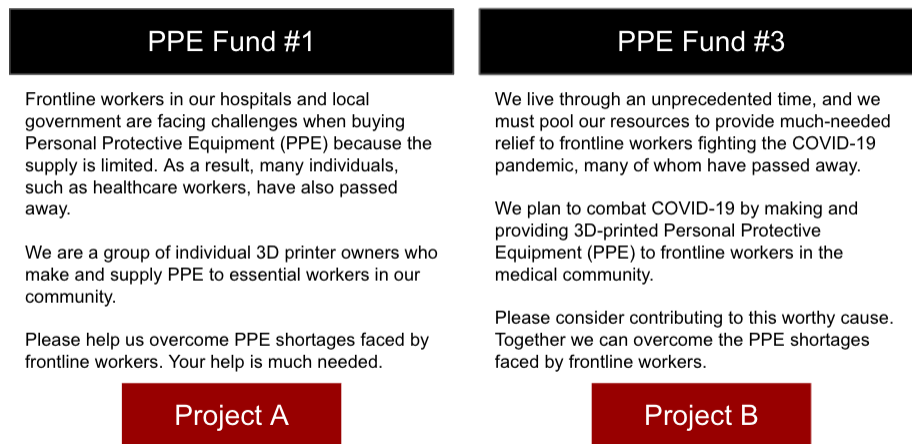 PPE Fund #1
Frontline workers in our hospitals and local
government are facing challenges when buying
Personal Protective Equipment (PPE) because the
supply is limited. As a result, many individuals,
such as healthcare workers, have also passed
away.
We are a group of individual 3D printer owners who
make and supply PPE to essential workers in our
community.
Please help us overcome PPE shortages faced by
frontline workers. Your help is much needed.
Project A
PPE Fund #3
We live through an unprecedented time, and we
must pool our resources to provide much-needed
relief to frontline workers fighting the COVID-19
pandemic, many of whom have passed away.
We plan to combat COVID-19 by making and
providing 3D-printed Personal Protective
Equipment (PPE) to frontline workers in the
medical community.
Please consider contributing to this worthy cause.
Together we can overcome the PPE shortages
faced by frontline workers.
Project B